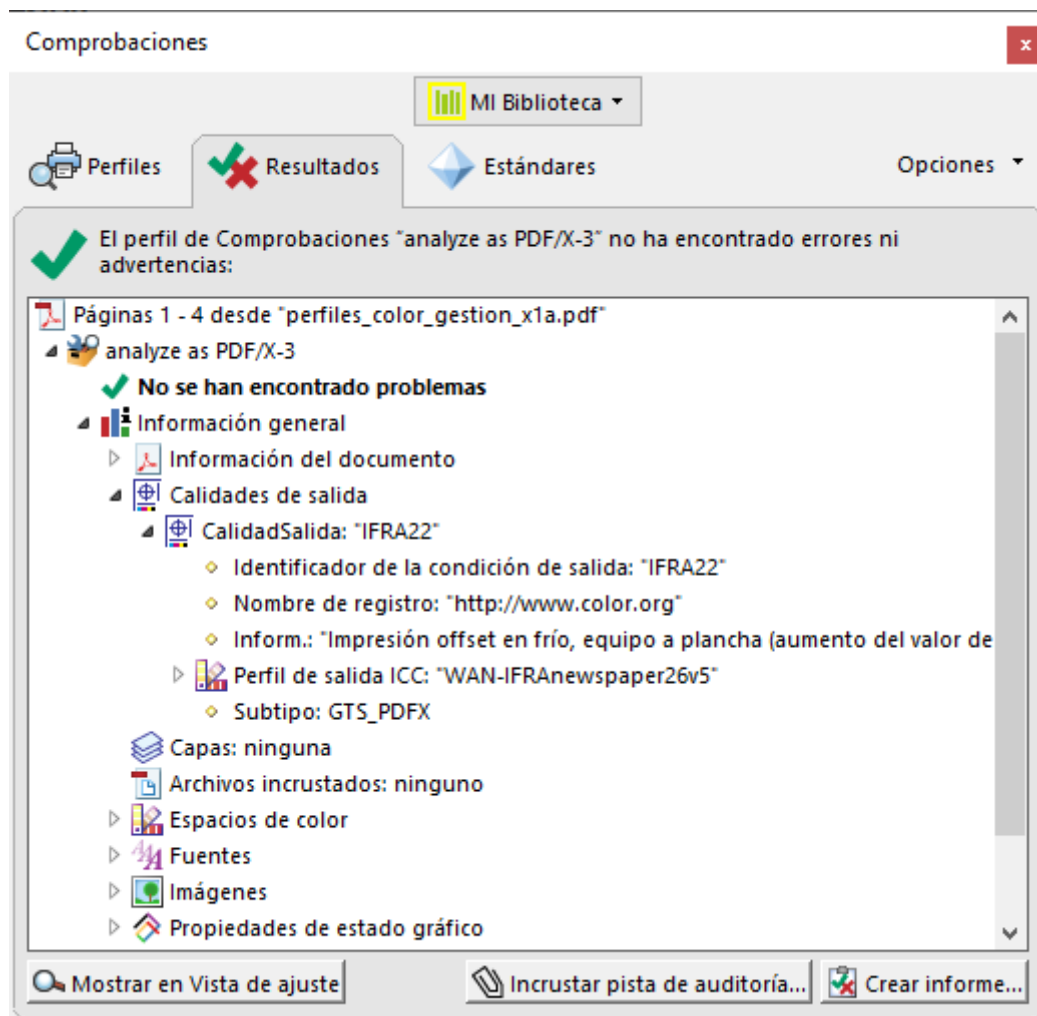 Comprobaciones
x
MI Biblioteca
Perfiles
Resultados
Estándares
Opciones
El perfil de Comprobaciones "analyze as PDF/X-3" no ha encontrado errores ni
advertencias:
Páginas 1 - 4 desde "perfiles_color_gestion_x1a.pdf"
analyze as PDF/X-3
No se han encontrado problemas
Información general
Información del documento
Calidades de salida
CalidadSalida: "IFRA22"
Identificador de la condición de salida: "IFRA22"
Nombre de registro: "http://www.color.org"
Inform.: "Impresión offset en frío, equipo a plancha (aumento del valor de
Perfil de salida ICC: "WAN-IFRAnewspaper26v5"
Subtipo: GTS_PDFX
Capas: ninguna
Archivos incrustados: ninguno
Espacios de color
Fuentes
Imágenes
Propiedades de estado gráfico
Mostrar en Vista de ajuste
Incrustar pista de auditoría...
Crear informe...